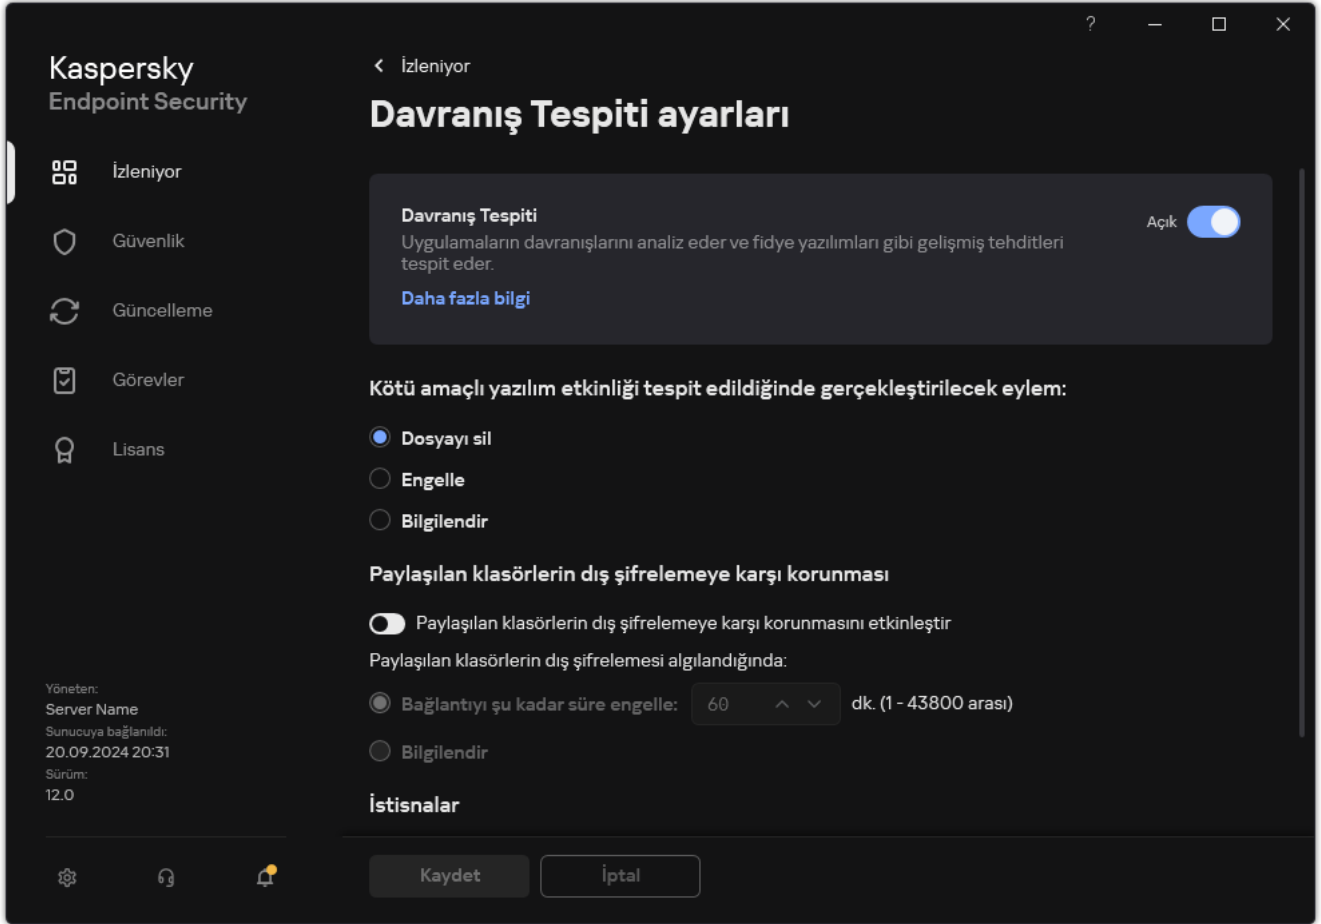 ?
Kaspersky
Endpoint Security
İzleniyor
Güvenlik
Güncelleme
Görevler
Lisans
Yöneten:
Server Name
Sunucuya bağlanıldı:
20.09.2024 20:31
Sürüm:
12.0
İzleniyor
Davranış Tespiti ayarları
Davranış Tespiti
Açık
Uygulamaların davranışlarını analiz eder ve fidye yazılımları gibi gelişmiş tehditleri
tespit eder.
Daha fazla bilgi
Kötü amaçlı yazılım etkinliği tespit edildiğinde gerçekleştirilecek eylem:
Dosyayı sil
Engelle
Bilgilendir
Paylaşılan klasörlerin dış şifrelemeye karşı korunması
Paylaşılan klasörlerin dış şifrelemeye karşı korunmasını etkinleştir
Paylaşılan klasörlerin dış şifrelemesi algılandığında:
Bağlantıyı şu kadar süre engelle: 60 dk. (1 - 43800 arası)
Bilgilendir
İstisnalar
Kaydet
İptal